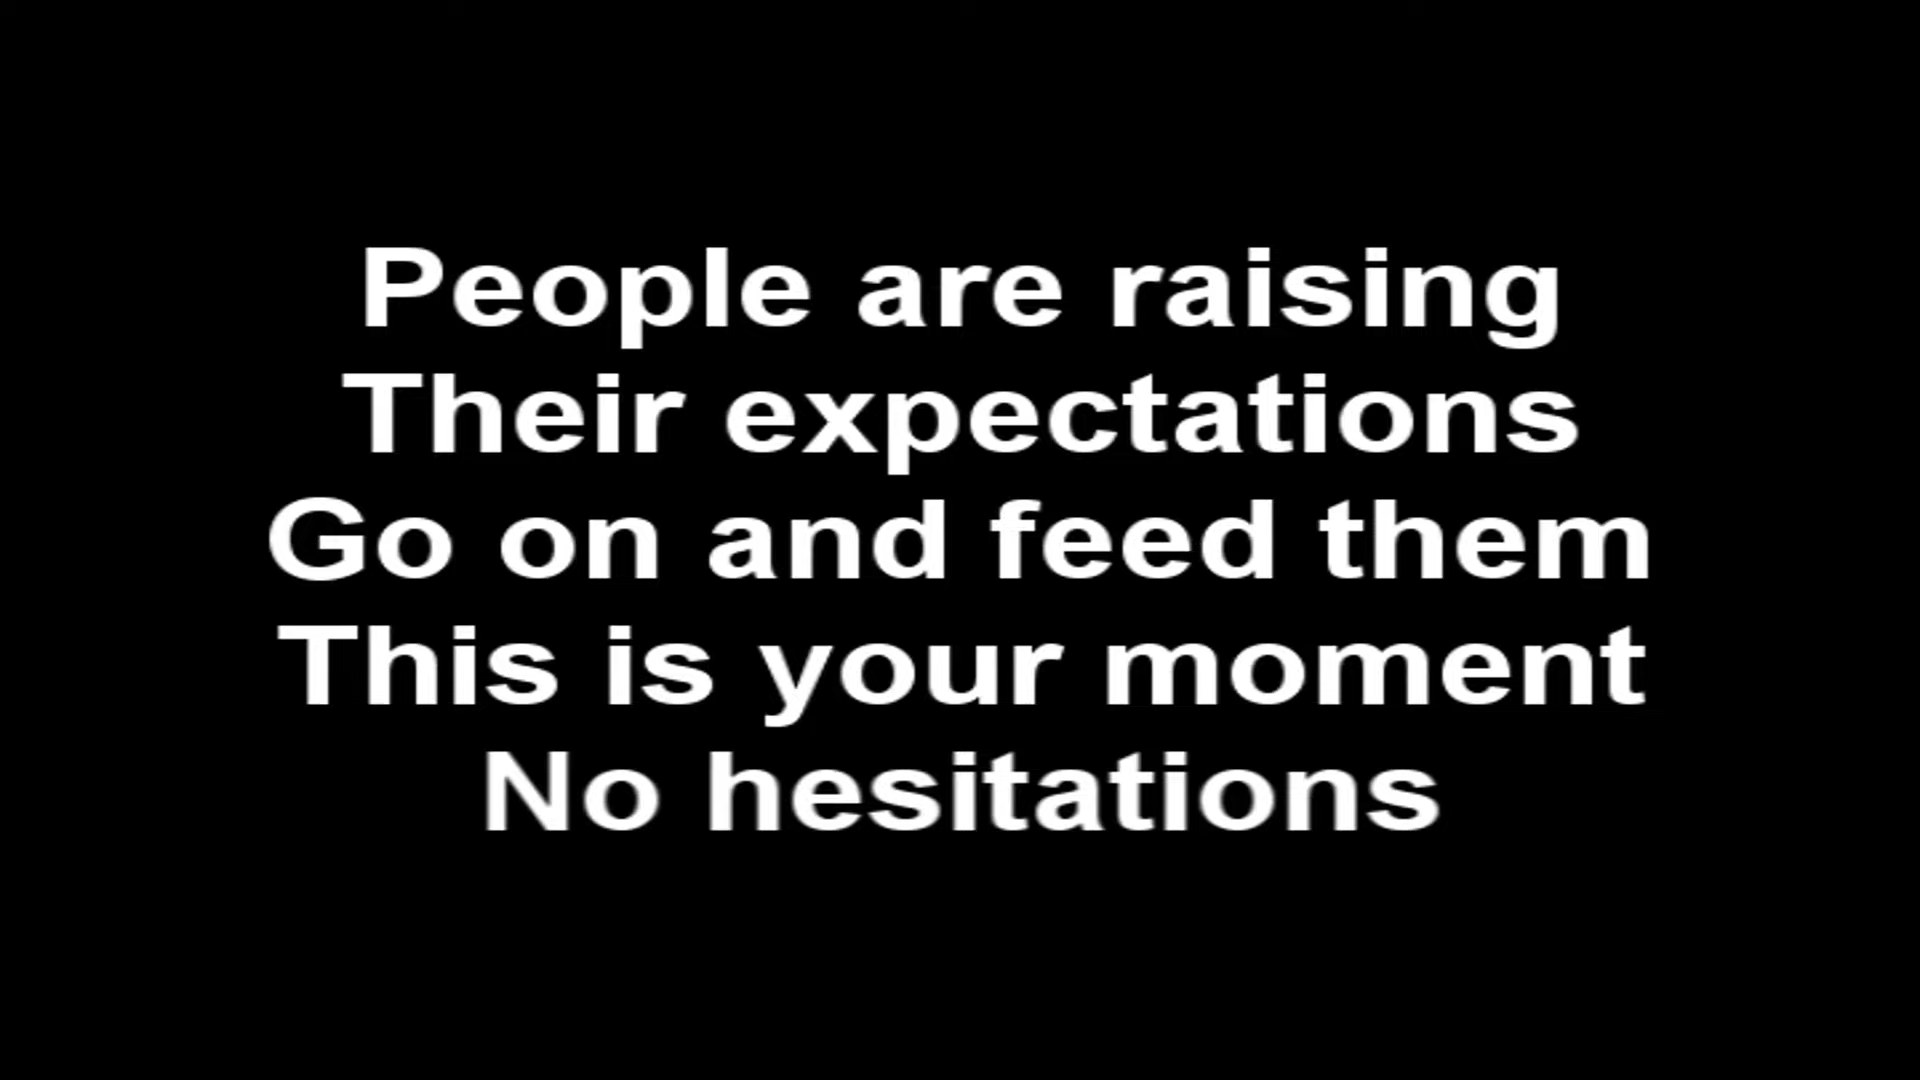 People are raising
Their expectations
Go on and feed them
This is your moment
No hesitations